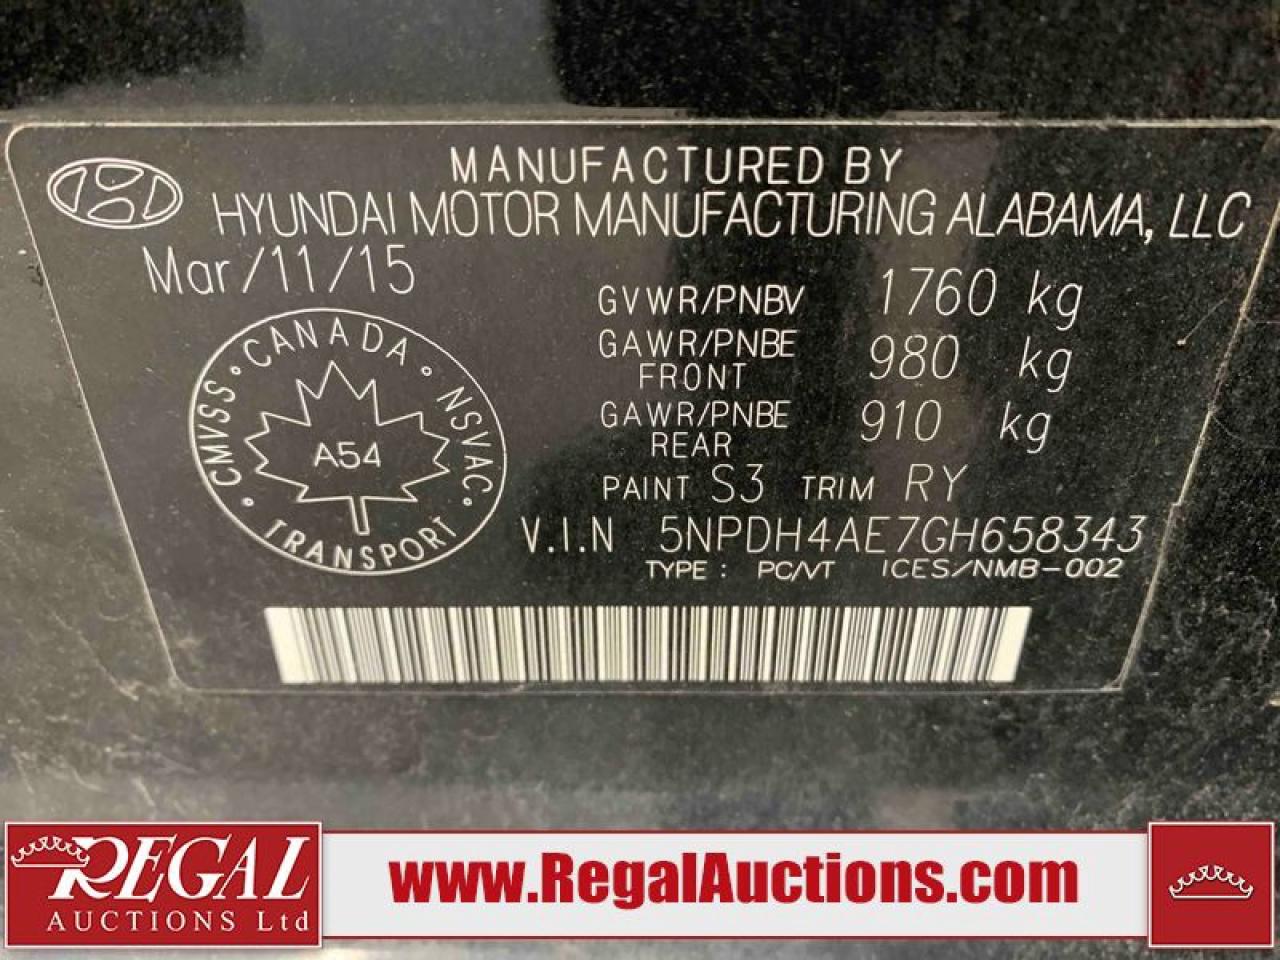 MANUFACTURED BY
HYUNDAI MOTOR MANUFACTURING ALABAMA, LLC
Mar/11/15
GVWR/PNBV 1760 kg
GAWR/PNBE FRONT 980 kg
GAWR/PNBE REAR 910 kg
PAINT S3 TRIM RY
V.I.N 5NPDH4AE7GH658343
TYPE : PC/VT ICES/NMB-002
CANADA
CMVSS
NSVAC
A54
TRANSPORT
REGAL
AUCTIONS Ltd
www.RegalAuctions.com